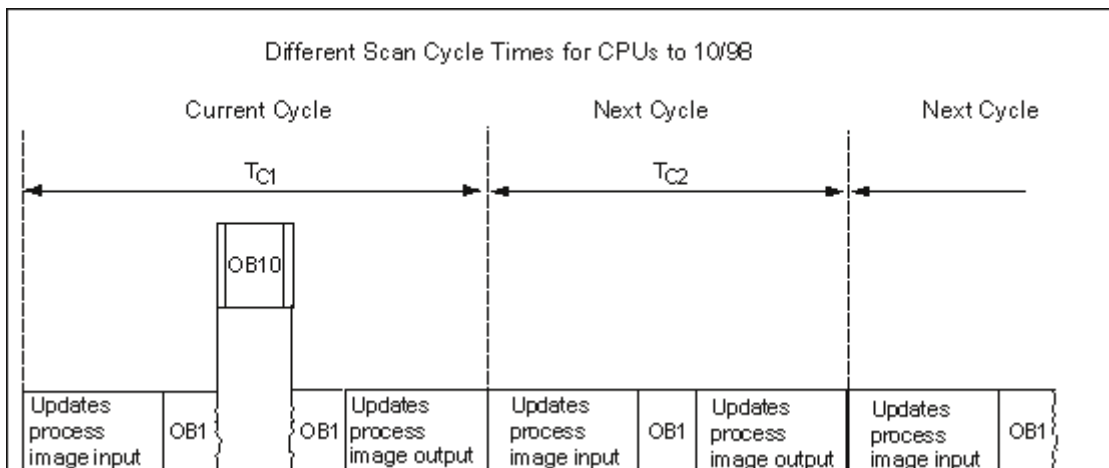 Different Scan Cycle Times for CPUs to 10/98
Current Cycle
Next Cycle
Next Cycle
TC1
TC2
OB10
Updates
process
image input
OB1
OB1
Updates
process
image output
Updates
process
image input
OB1
Updates
process
image output
Updates
process
image input
OB1